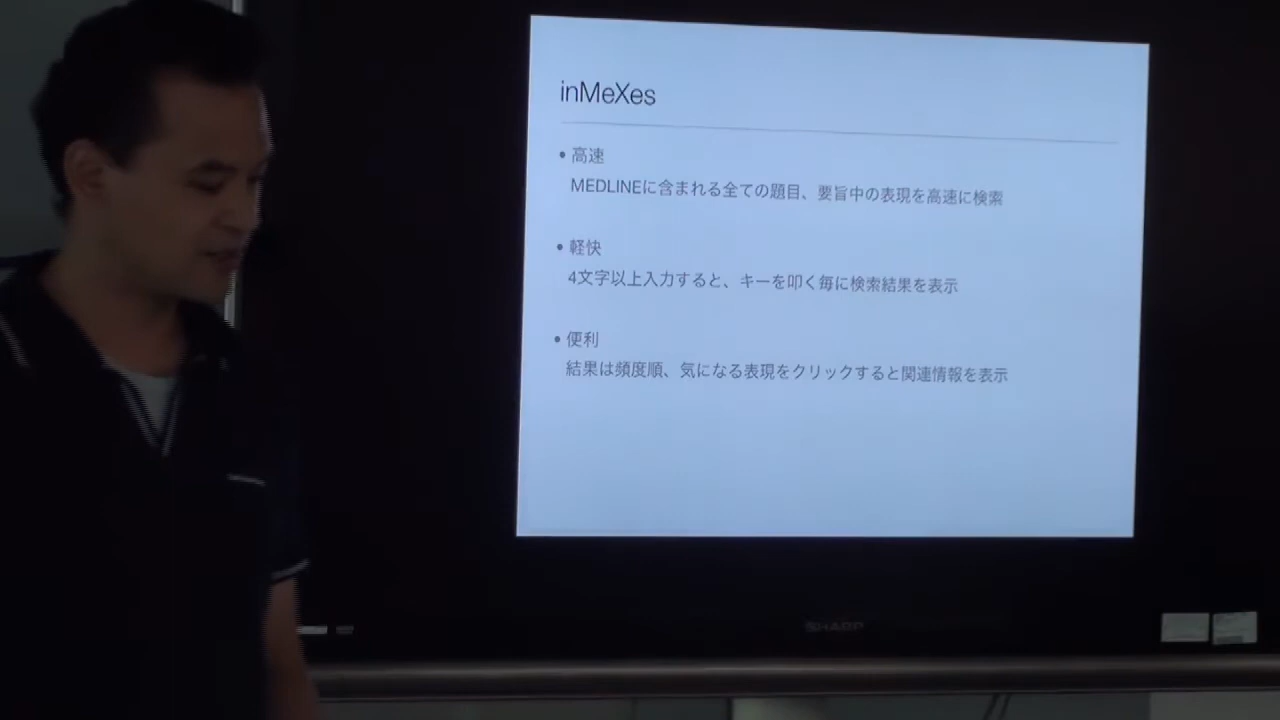 inMeXes
• 高速
MEDLINEに含まれる全ての題目、要旨中の表現を高速に検索
• 軽快
4文字以上入力すると、キーを叩く毎に検索結果を表示
• 便利
結果は頻度順、気になる表現をクリックすると関連情報を表示
SHARP